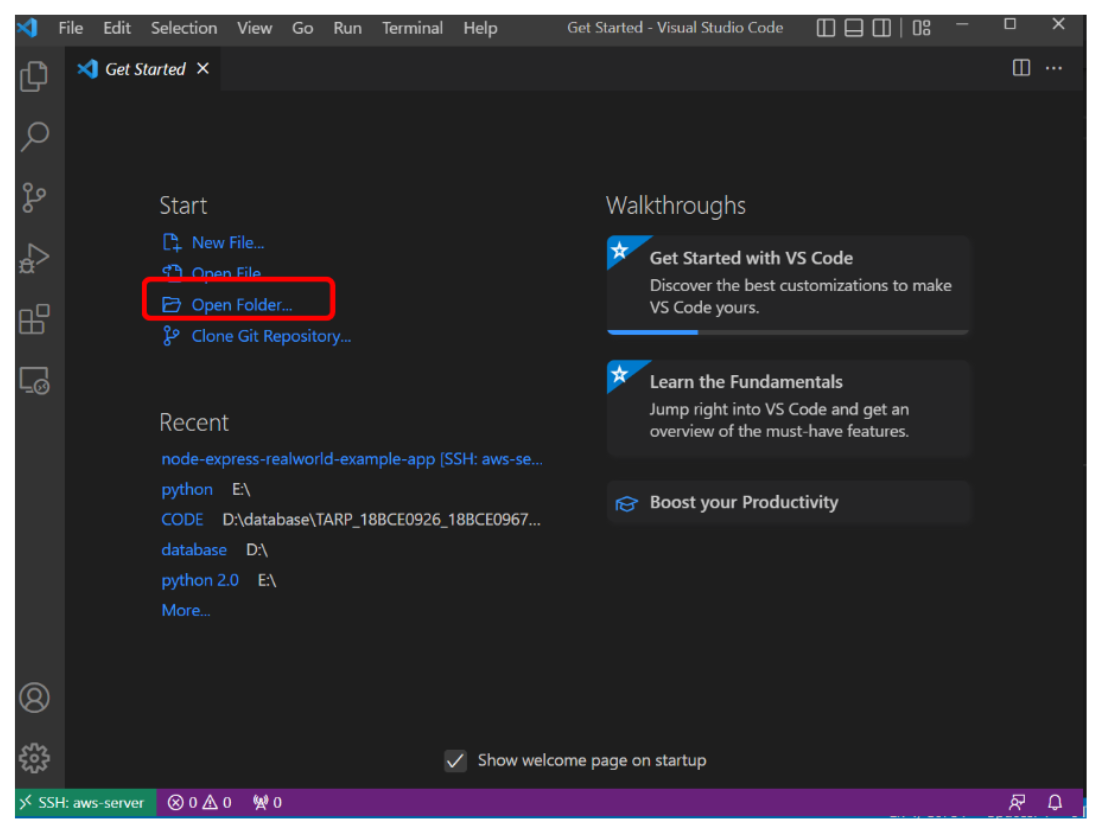 File Edit Selection View Go Run Terminal Help Get Started - Visual Studio Code
Get Started
Start
New File...
Open File
Open Folder...
Clone Git Repository...
Recent
node-express-realworld-example-app [SSH: aws-se...
python E:\
CODE D:\database\TARP_18BCE0926_18BCE0967...
database D:\
python 2.0 E:\
More...
Walkthroughs
Get Started with VS Code
Discover the best customizations to make
VS Code yours.
Learn the Fundamentals
Jump right into VS Code and get an
overview of the must-have features.
Boost your Productivity
Show welcome page on startup
SSH: aws-server 0 0 0